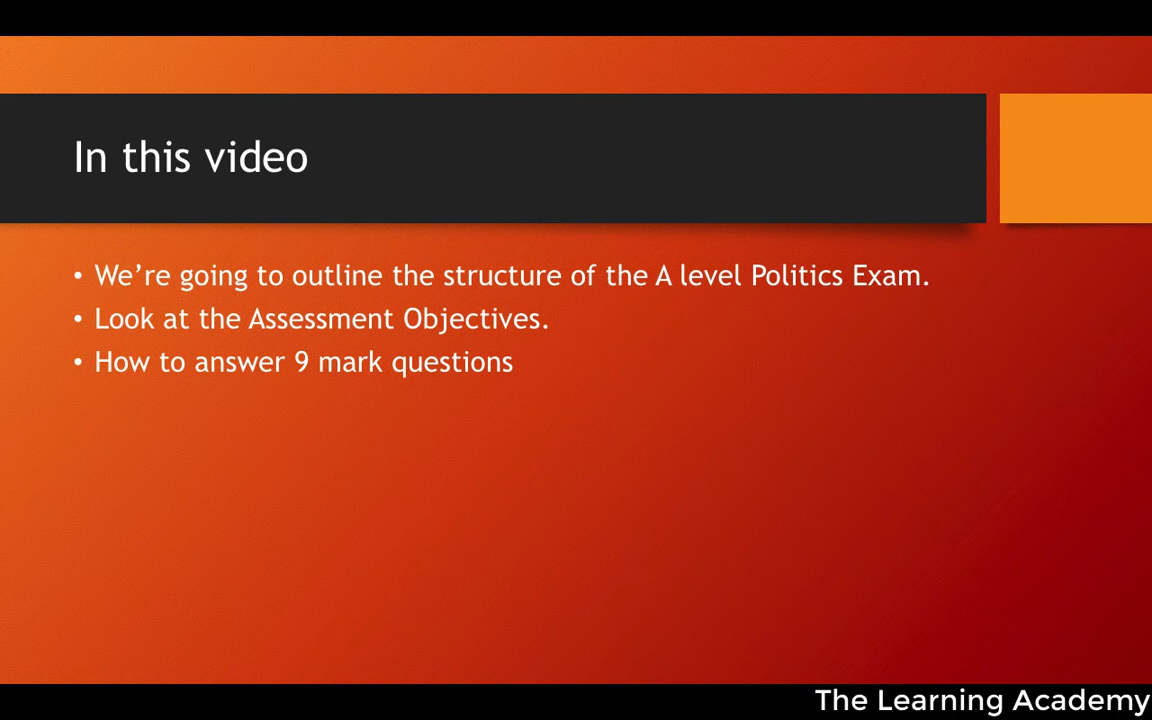 In this video
• We’re going to outline the structure of the A level Politics Exam.
• Look at the Assessment Objectives.
• How to answer 9 mark questions
The Learning Academy